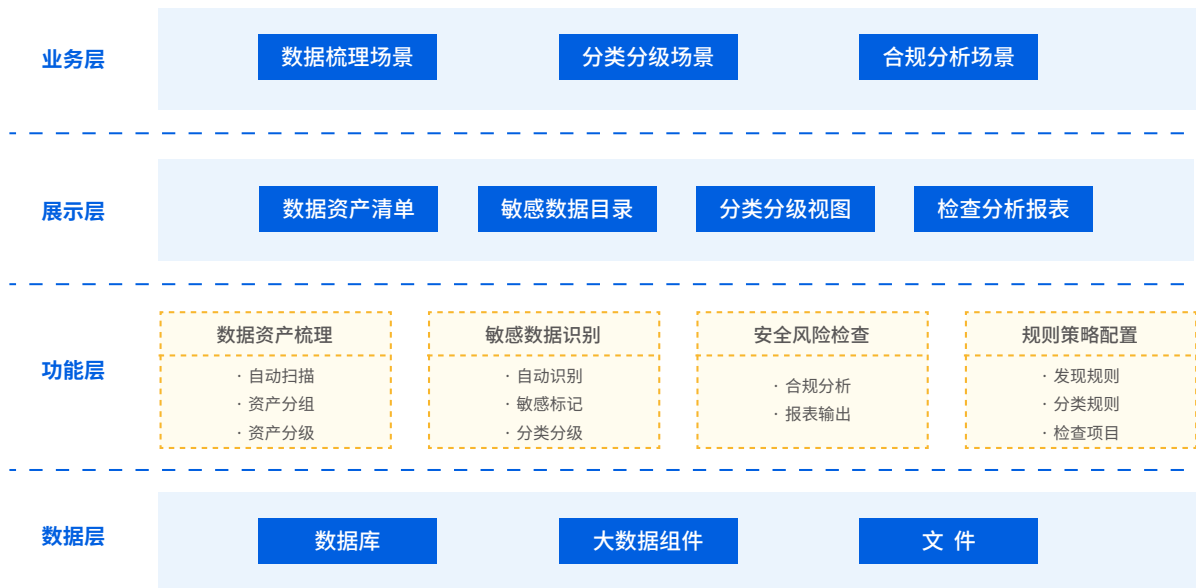 业务层
数据梳理场景
分类分级场景
合规分析场景
展示层
数据资产清单
敏感数据目录
分类分级视图
检查分析报表
功能层
数据资产梳理
· 自动扫描
· 资产分组
· 资产分级
敏感数据识别
· 自动识别
· 敏感标记
· 分类分级
安全风险检查
· 合规分析
· 报表输出
规则策略配置
· 发现规则
· 分类规则
· 检查项目
数据层
数据库
大数据组件
文 件